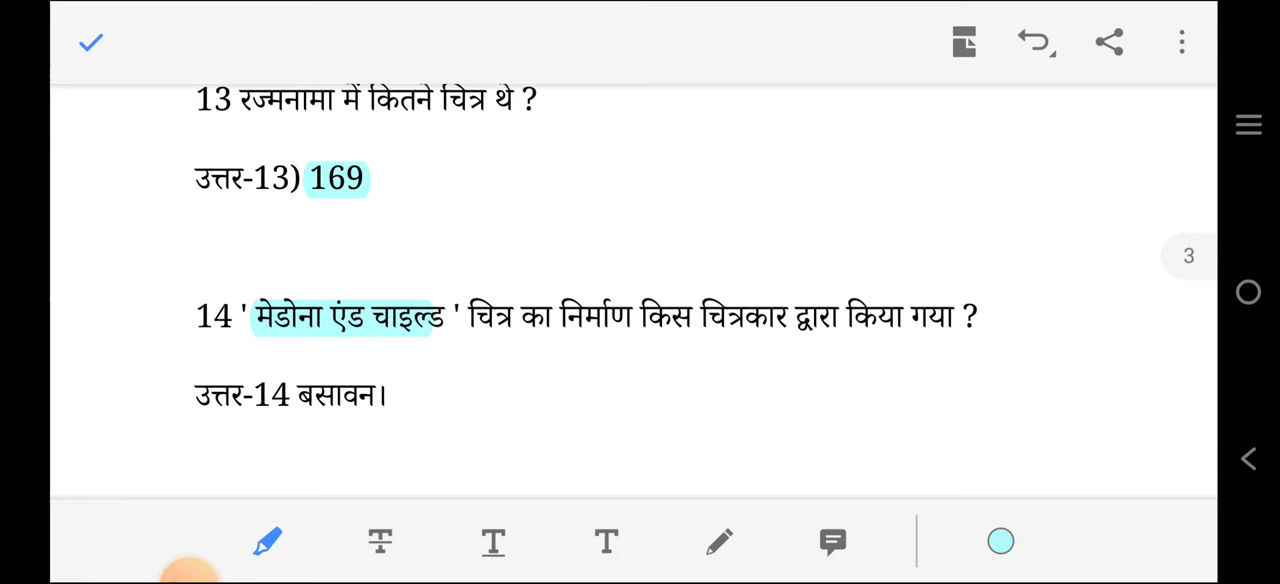 13 रज्मनामा में कितने चित्र थे ?
उत्तर-13) 169
3
14 ' मेडोना एंड चाइल्ड ' चित्र का निर्माण किस चित्रकार द्वारा किया गया ?
उत्तर-14 बसावन।